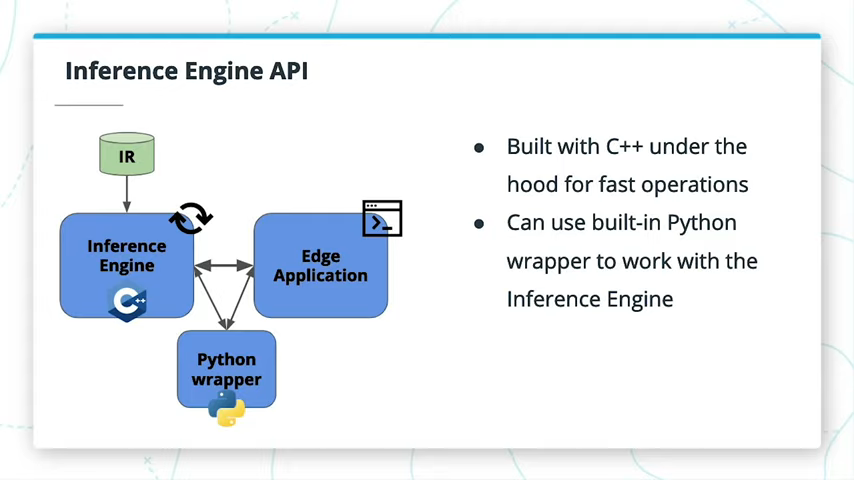 Inference Engine API
IR
Inference
Engine
Edge
Application
Python
wrapper
● Built with C++ under the
hood for fast operations
● Can use built-in Python
wrapper to work with the
Inference Engine